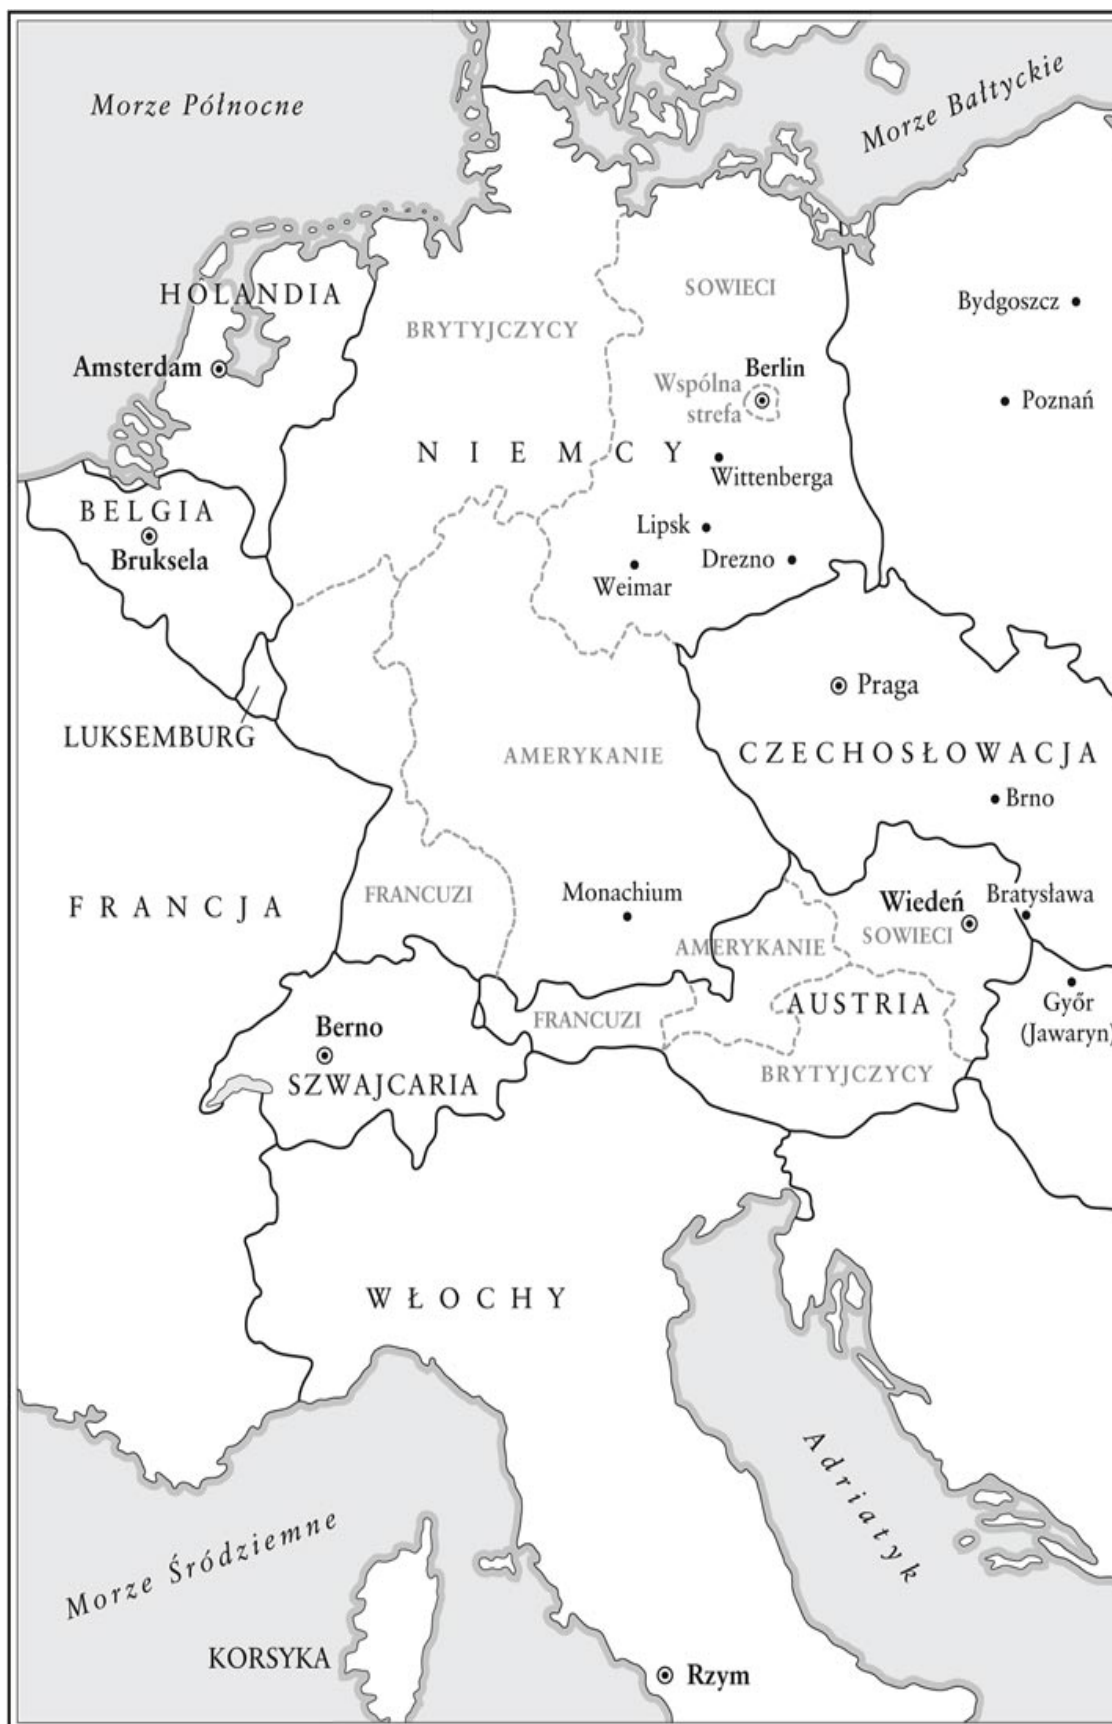 Morze Północne
Morze Bałtyckie
HOLANDIA
SOWIECI
Bydgoszcz
BRYTYJCZYCY
Amsterdam
Berlin
Wspólna
strefa
Poznań
NIEMCY
Wittenberga
BELGIA
Bruksela
Lipsk
Drezno
Weimar
Praga
LUKSEMBURG
AMERYKANIE
CZECHOSŁOWACJA
Brno
FRANCJA
FRANCUZI
Monachium
Wiedeń
Bratysława
SOWIECI
AMERYKANIE
AUSTRIA
Győr
(Jawaryn)
FRANCUZI
Berno
SZWAJCARIA
BRYTYJCZYCY
WŁOCHY
Adriatyk
Morze Śródziemne
KORSYKA
Rzym